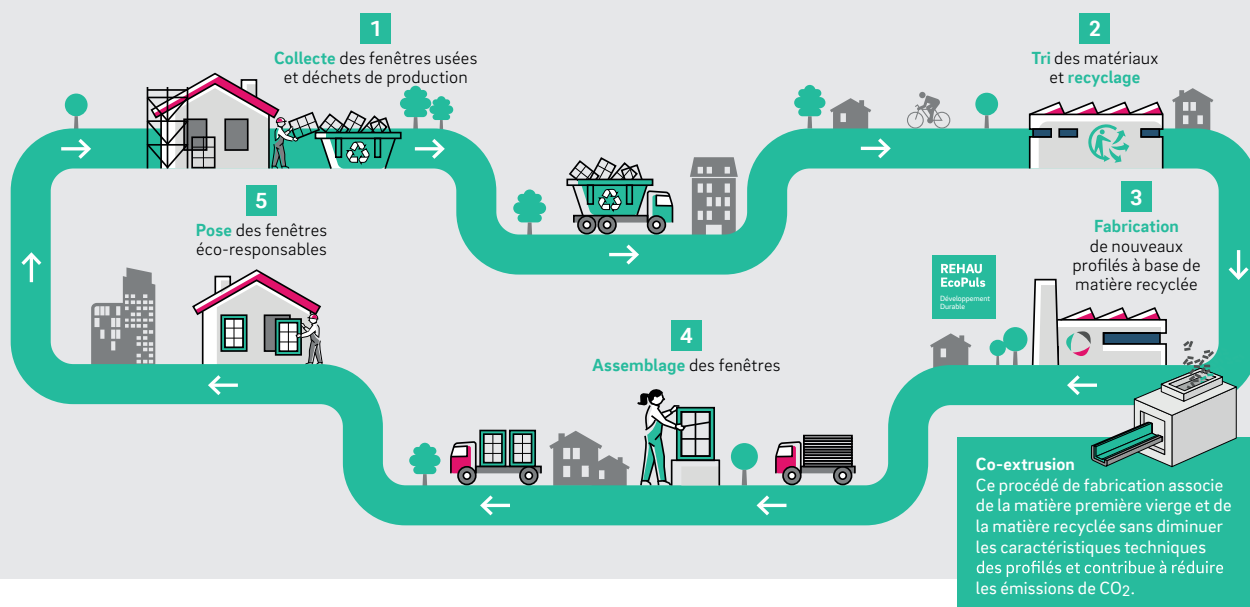 1
Collecte des fenêtres usées
et déchets de production
2
Tri des matériaux
et recyclage
3
Fabrication
de nouveaux
profilés à base de
matière recyclée
REHAU
EcoPuls
Développement
Durable
4
Assemblage des fenêtres
5
Pose des fenêtres
éco-responsables
Co-extrusion
Ce procédé de fabrication associe
de la matière première vierge et de
la matière recyclée sans diminuer
les caractéristiques techniques
des profilés et contribue à réduire
les émissions de CO2.